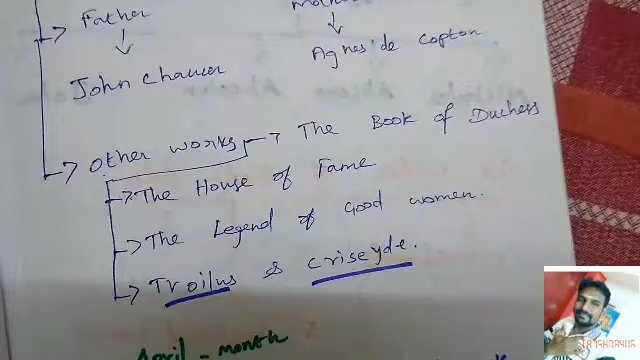 Father
John Chaucer
Agnes de Copton
Other works → The Book of Duchess
The House of Fame
The Legend of Good women.
Troilus & Criseyde.
April - month